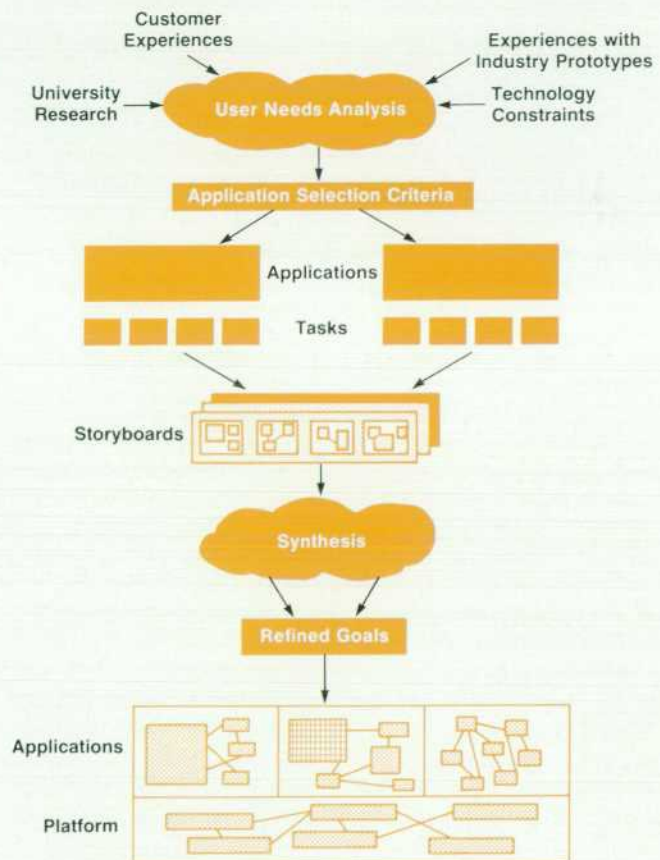 Customer
Experiences
Experiences with
Industry Prototypes
University
Research
User Needs Analysis
Technology
Constraints
Application Selection Criteria
Applications
Tasks
Storyboards
Synthesis
Refined Goals
Applications
Platform